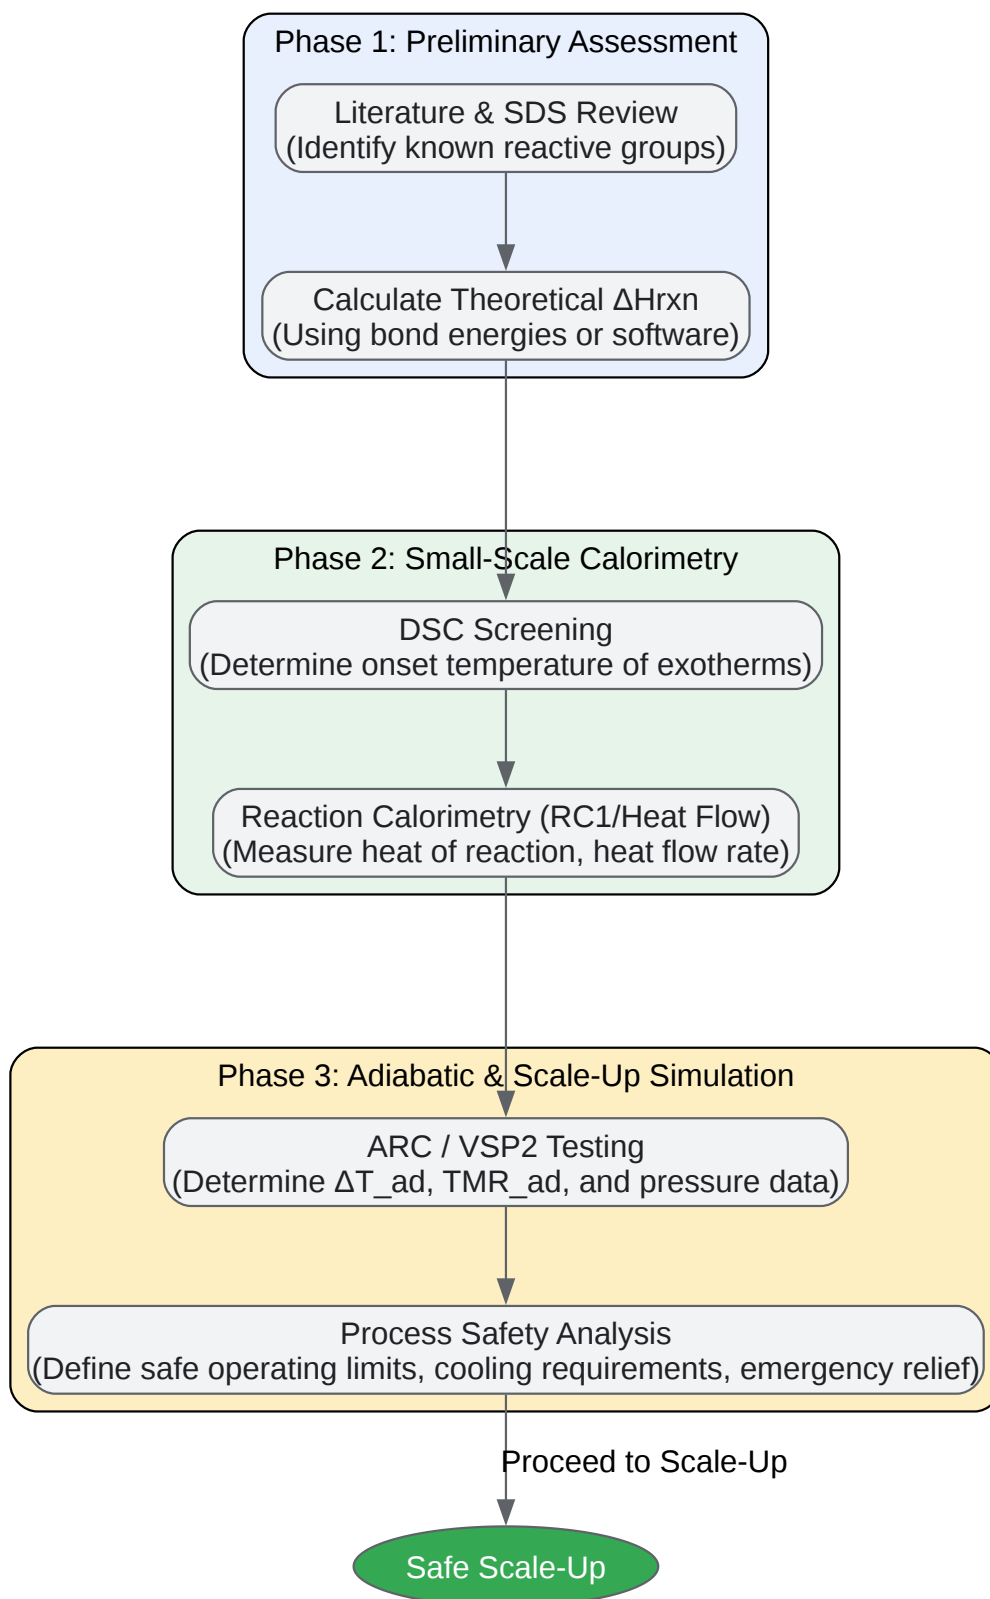 Phase 1: Preliminary Assessment
Literature & SDS Review
(Identify known reactive groups)
Calculate Theoretical ΔHrxn
(Using bond energies or software)
Phase 2: Small-Scale Calorimetry
DSC Screening
(Determine onset temperature of exotherms)
Reaction Calorimetry (RC1/Heat Flow)
(Measure heat of reaction, heat flow rate)
Phase 3: Adiabatic & Scale-Up Simulation
ARC / VSP2 Testing
(Determine ΔT_ad, TMR_ad, and pressure data)
Process Safety Analysis
(Define safe operating limits, cooling requirements, emergency relief)
Proceed to Scale-Up
Safe Scale-Up